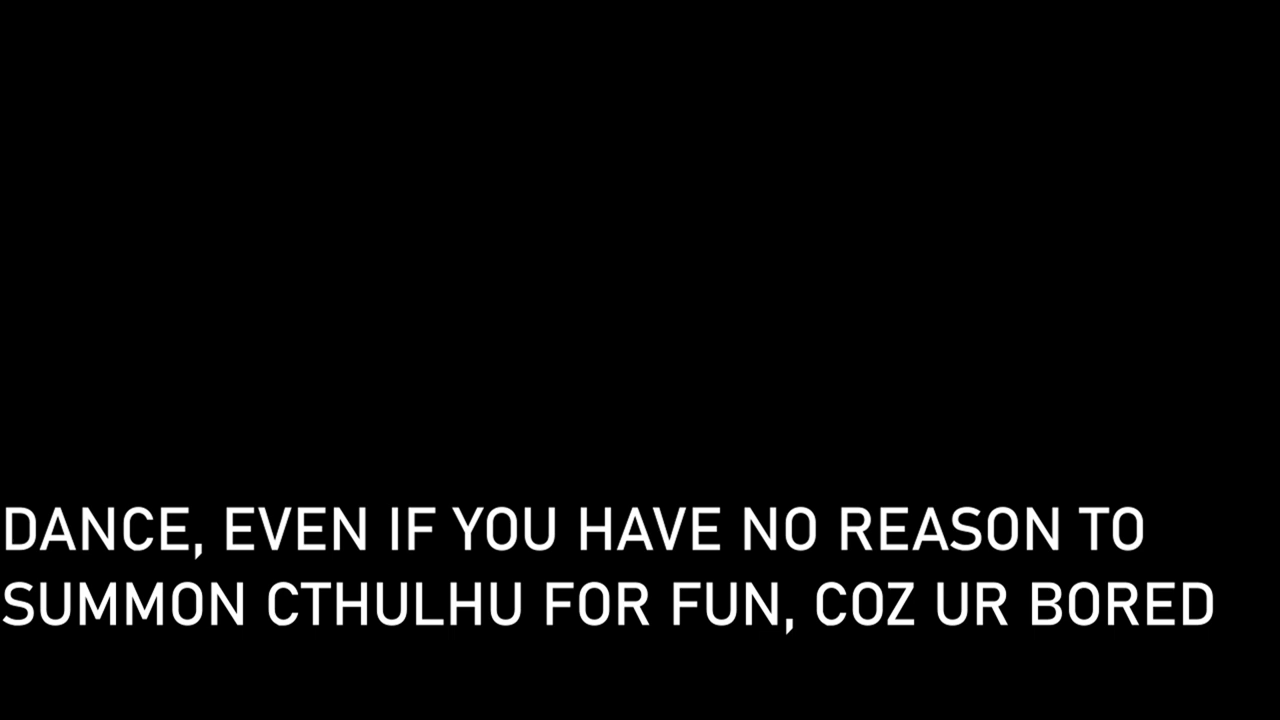 DANCE, EVEN IF YOU HAVE NO REASON TO
SUMMON CTHULHU FOR FUN, COZ UR BORED